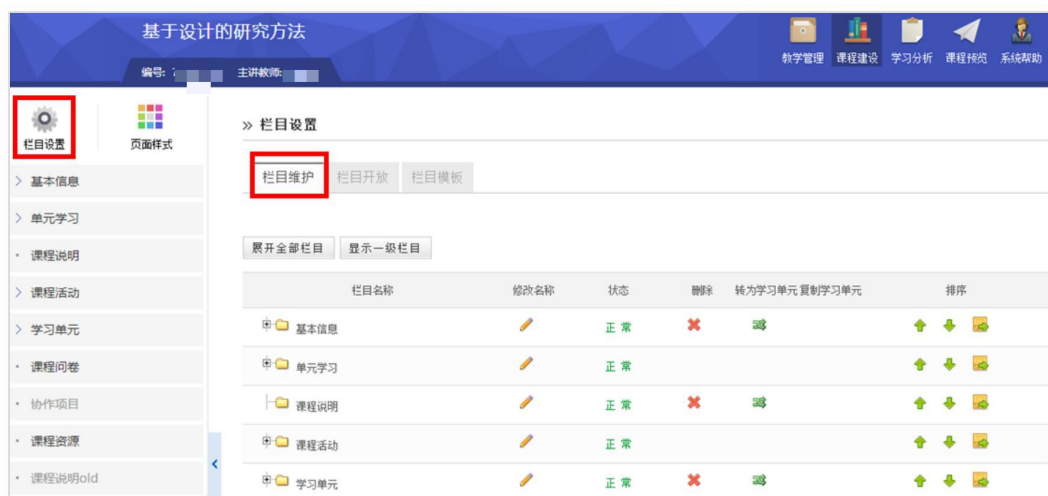 基于设计的研究方法
编号: 7 主讲教师:
教学管理 课程建设 学习分析 课程预览 系统帮助
栏目设置 页面样式
基本信息
单元学习
课程说明
课程活动
学习单元
课程问卷
协作项目
课程资源
课程说明old
» 栏目设置
栏目维护 栏目开放 栏目模板
展开全部栏目 显示一级栏目
栏目名称 修改名称 状态 删除 转为学习单元 复制学习单元 排序
基本信息 正常
单元学习 正常
课程说明 正常
课程活动 正常
学习单元 正常